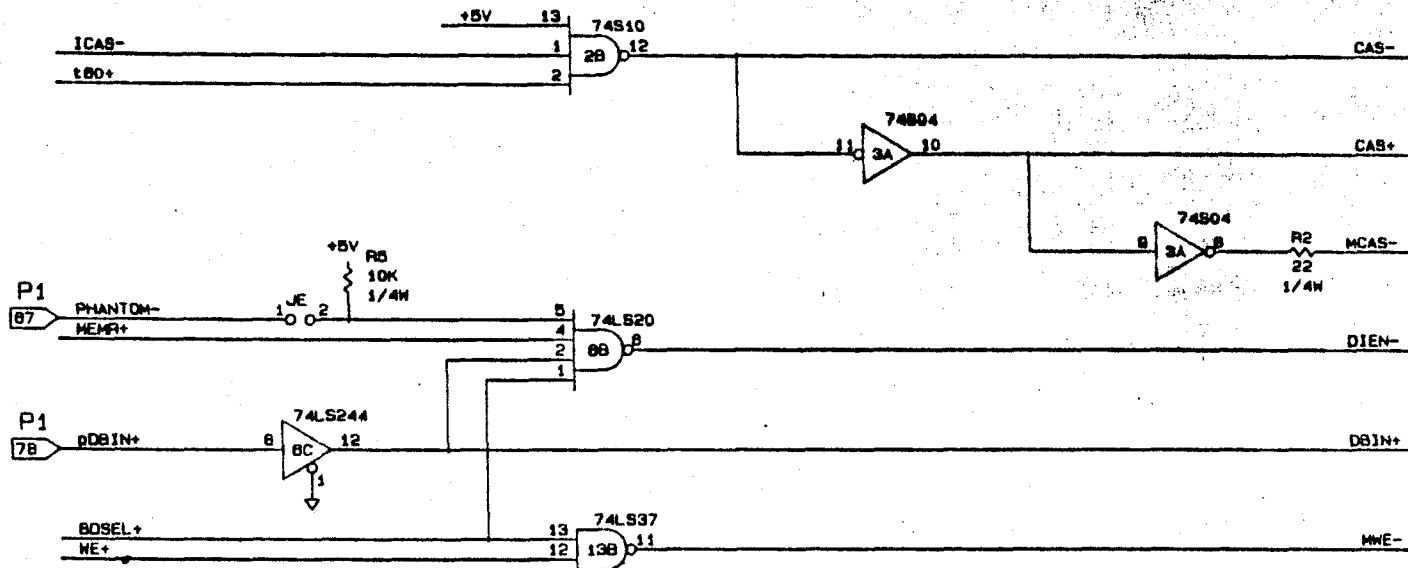 +5V 13 74S10
ICAS- 1 2B 12 CAS-
t80+ 2
74S04
11 3A 10 CAS+
74S04
9 3A 8 R2 MCAS-
22
1/4W
+5V
R5
10K
1/4W
P1
67 PHANTOM- 1 JE 2 5 74LS20
MEMR+ 4
2 6B 6 DIEN-
1
P1
74LS244
78 pDBIN+ 8 6C 12 DBIN+
1
74LS37
BDSEL+ 13
WE+ 12 13B 11 MWE-